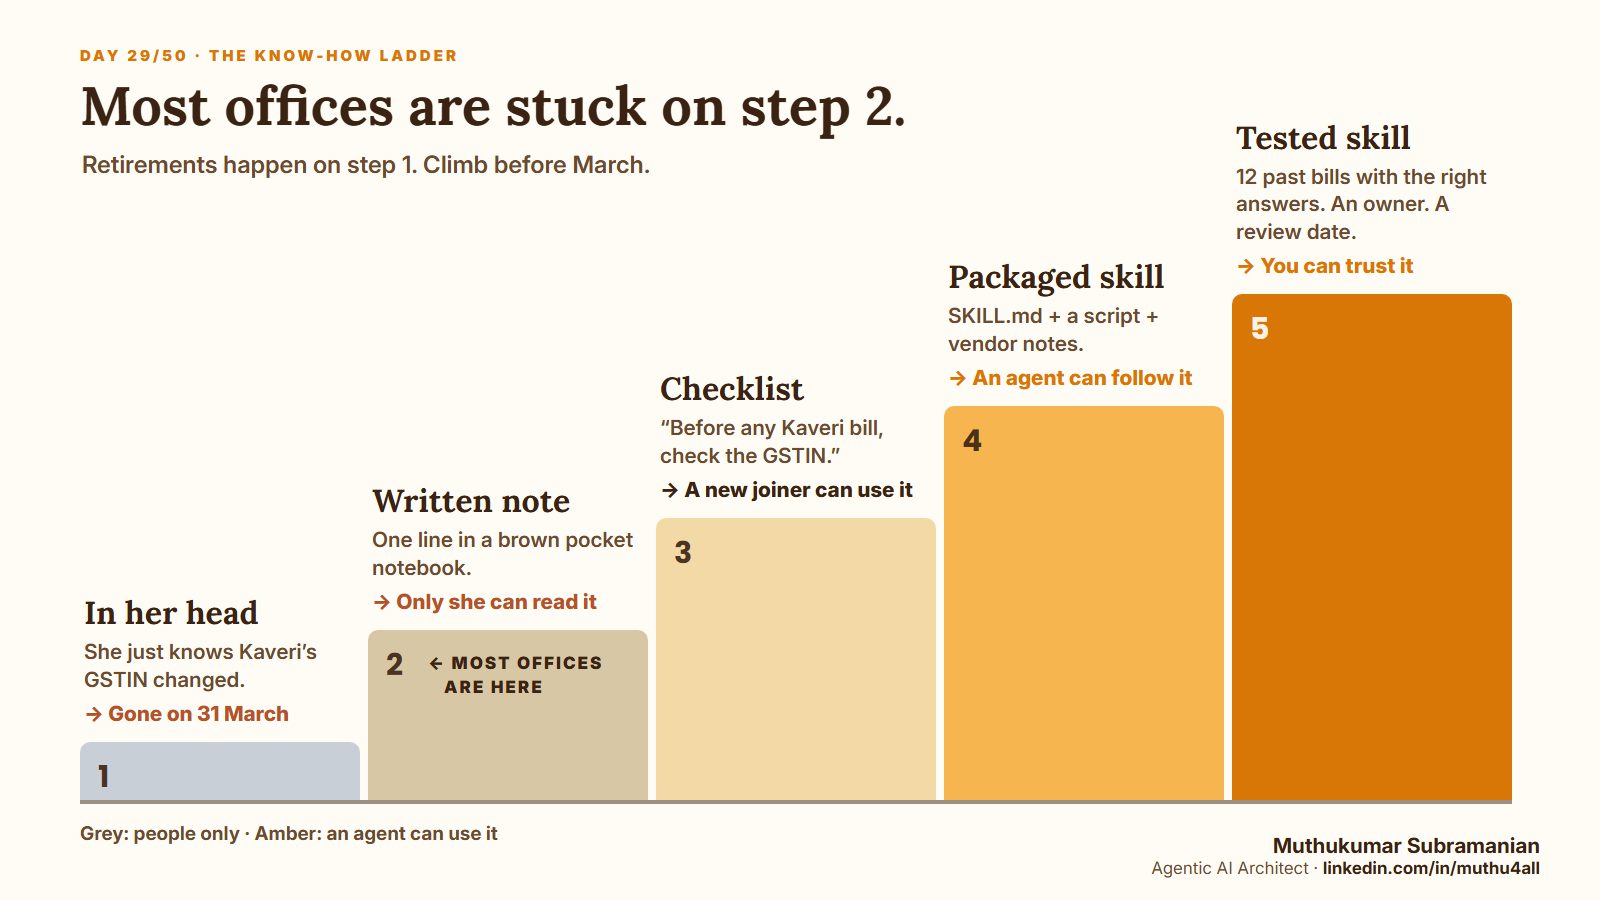 DAY 29/50 · THE KNOW-HOW LADDER
Most offices are stuck on step 2.
Retirements happen on step 1. Climb before March.
In her head
She just knows Kaveri’s
GSTIN changed.
→ Gone on 31 March
1
Written note
One line in a brown pocket
notebook.
→ Only she can read it
2
← MOST OFFICES
ARE HERE
Checklist
“Before any Kaveri bill,
check the GSTIN.”
→ A new joiner can use it
3
Packaged skill
SKILL.md + a script +
vendor notes.
→ An agent can follow it
4
Tested skill
12 past bills with the right
answers. An owner. A
review date.
→ You can trust it
5
Grey: people only · Amber: an agent can use it
Muthukumar Subramanian
Agentic AI Architect · linkedin.com/in/muthu4all